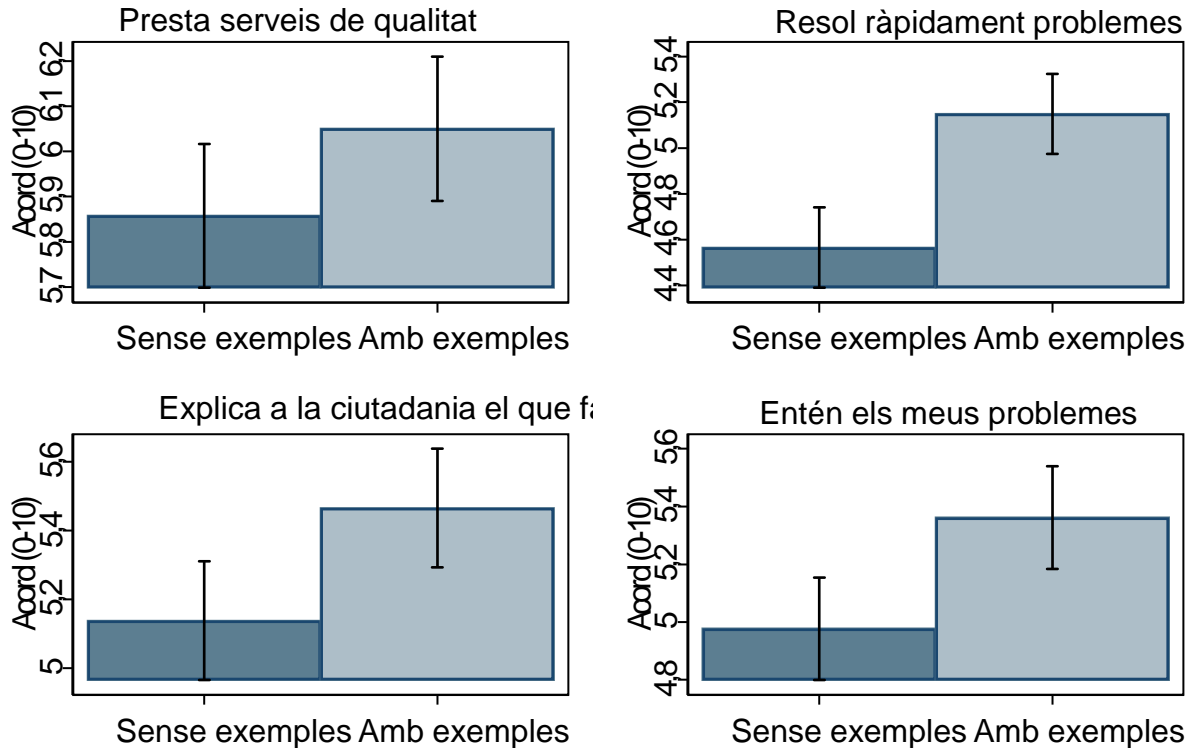 Presta serveis de qualitat
Acord (0-10)
5,7 5,8 5,9 6 6,1 6,2
Sense exemples Amb exemples
Resol ràpidament problemes
Acord (0-10)
4,4 4,6 4,8 5 5,2 5,4
Sense exemples Amb exemples
Explica a la ciutadania el que
Acord (0-10)
5 5,2 5,4 5,6
Sense exemples Amb exemples
Entén els meus problemes
Acord (0-10)
4,8 5 5,2 5,4 5,6
Sense exemples Amb exemples